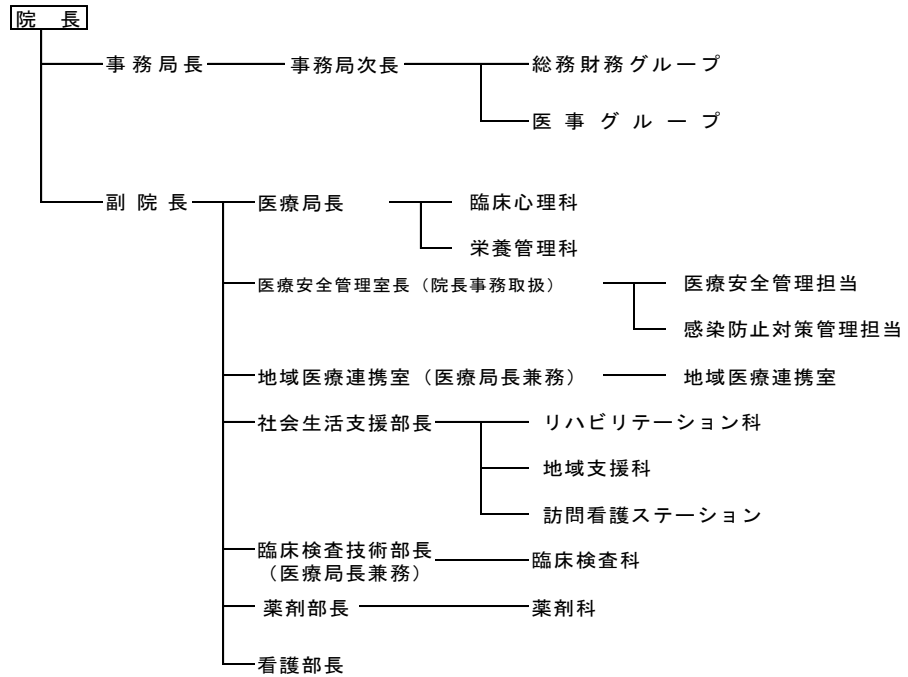 院　長
事務局長　事務局次長　総務財務グループ
医事グループ
副院長　医療局長　臨床心理科
栄養管理科
医療安全管理室長（院長事務取扱）　医療安全管理担当
感染防止対策管理担当
地域医療連携室（医療局長兼務）　地域医療連携室
社会生活支援部長　リハビリテーション科
地域支援科
訪問看護ステーション
臨床検査技術部長
（医療局長兼務）　臨床検査科
薬剤部長　薬剤科
看護部長